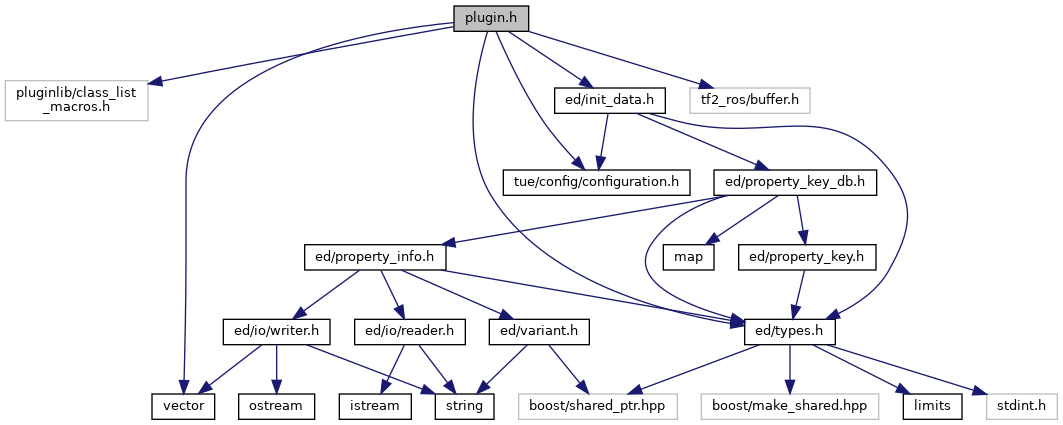 plugin.h
pluginlib/class_list
_macros.h
ed/init_data.h
tf2_ros/buffer.h
tue/config/configuration.h
ed/property_key_db.h
ed/property_info.h
map
ed/property_key.h
ed/io/writer.h
ed/io/reader.h
ed/variant.h
ed/types.h
vector
ostream
istream
string
boost/shared_ptr.hpp
boost/make_shared.hpp
limits
stdint.h